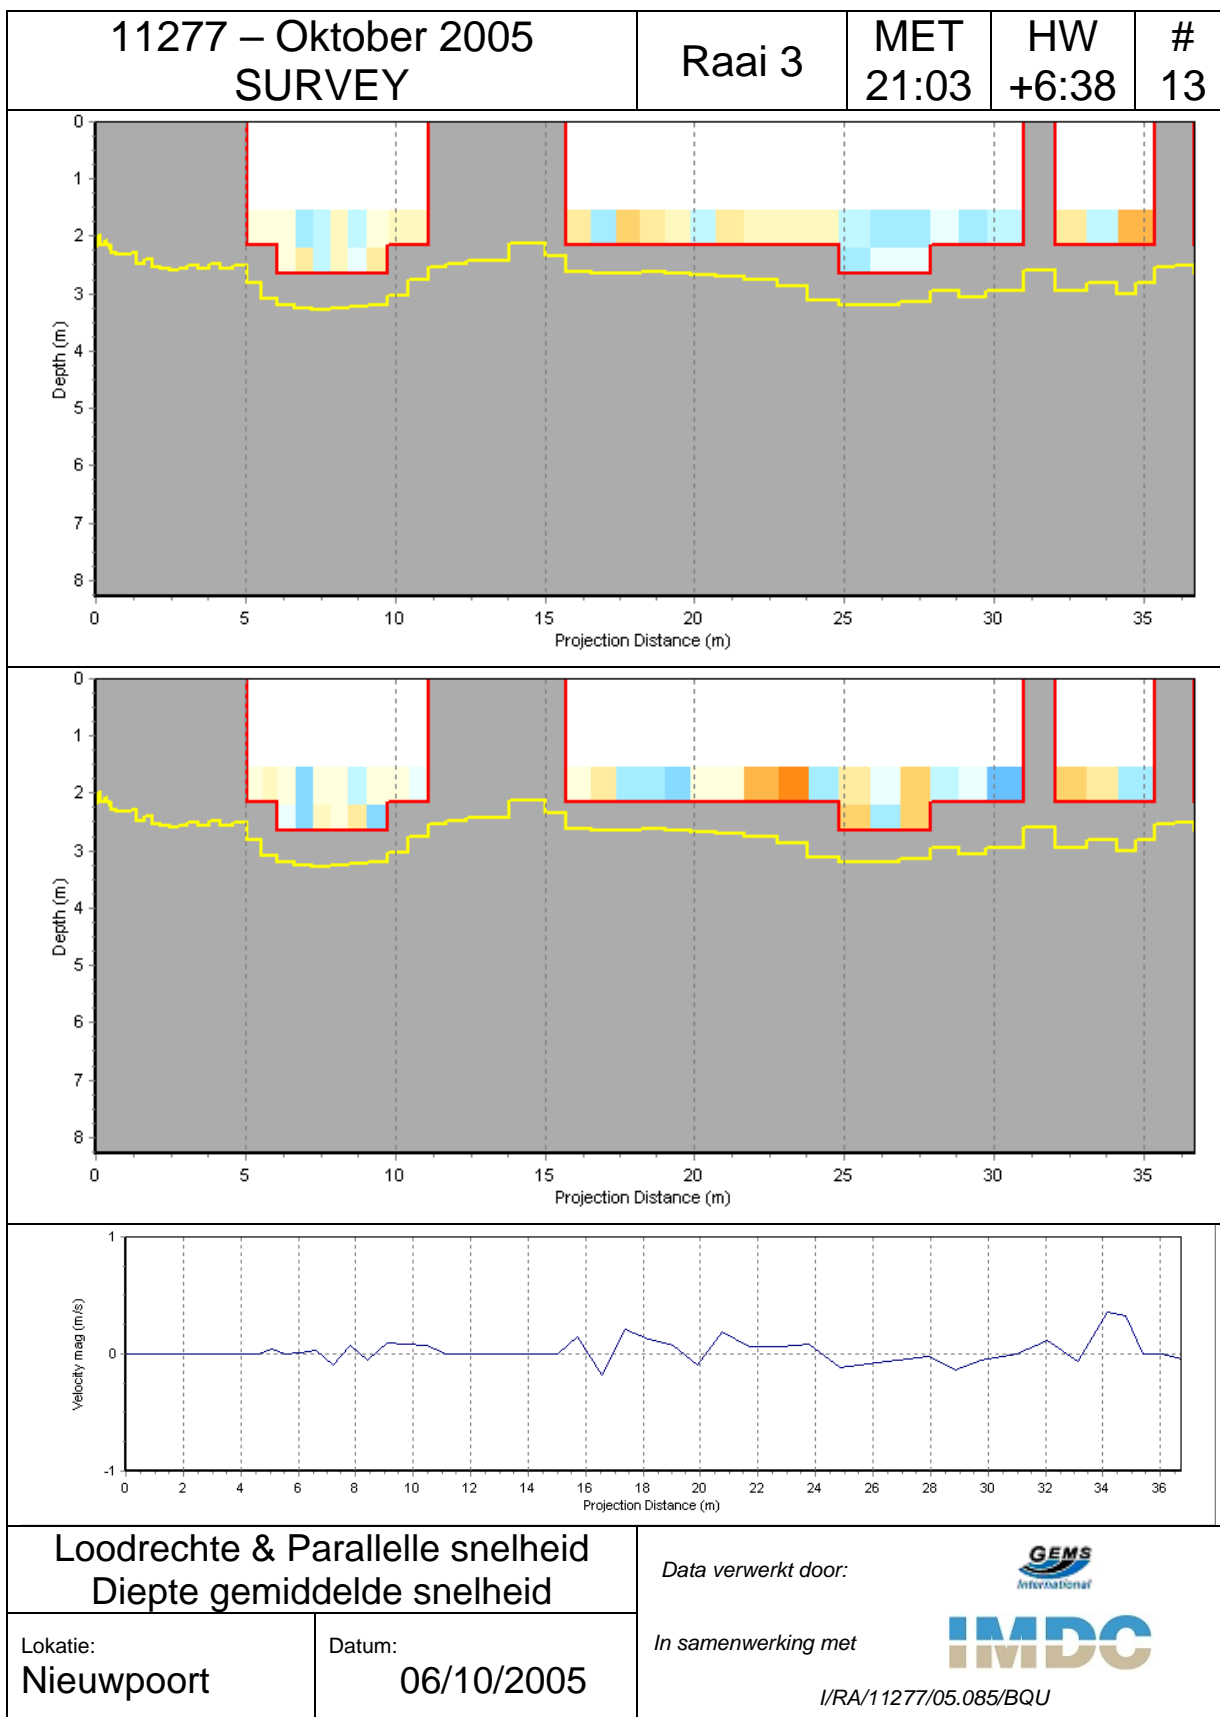 11277 – Oktober 2005
SURVEY
Raai 3
MET
21:03
HW
+6:38
#
13
0
1
2
3
4
5
6
7
8
Depth (m)
0 5 10 15 20 25 30 35
Projection Distance (m)
0
1
2
3
4
5
6
7
8
Depth (m)
0 5 10 15 20 25 30 35
Projection Distance (m)
1
0
-1
Velocity mag (m/s)
0 2 4 6 8 10 12 14 16 18 20 22 24 26 28 30 32 34 36
Projection Distance (m)
Loodrechte & Parallelle snelheid
Diepte gemiddelde snelheid
Data verwerkt door:
GEMS
International
Lokatie:
Nieuwpoort
Datum:
06/10/2005
In samenwerking met
IMDC
I/RA/11277/05.085/BQU